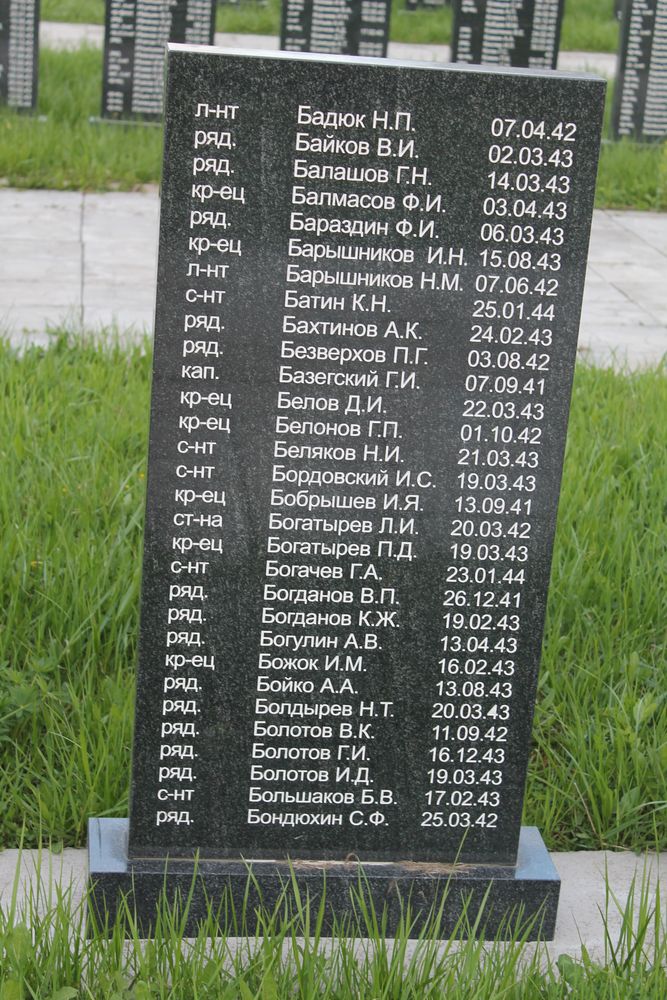 л-нт Бадюк Н.П. 07.04.42
ряд. Байков В.И. 02.03.43
ряд. Балашов Г.Н. 14.03.43
кр-ец Балмасов Ф.И. 03.04.43
ряд. Бараздин Ф.И. 06.03.43
кр-ец Барышников И.Н. 15.08.43
л-нт Барышников Н.М. 07.06.42
с-нт Батин К.Н. 25.01.44
ряд. Бахтинов А.К. 24.02.43
ряд. Безверхов П.Г. 03.08.42
кап. Базегский Г.И. 07.09.41
кр-ец Белов Д.И. 22.03.43
кр-ец Белонов Г.П. 01.10.42
с-нт Беляков Н.И. 21.03.43
с-нт Бордовский И.С. 19.03.43
кр-ец Бобрышев И.Я. 13.09.41
ст-на Богатырев Л.И. 20.03.42
кр-ец Богатырев П.Д. 19.03.43
с-нт Богачев Г.А. 23.01.44
ряд. Богданов В.П. 26.12.41
ряд. Богданов К.Ж. 19.02.43
ряд. Богулин А.В. 13.04.43
кр-ец Божок И.М. 16.02.43
ряд. Бойко А.А. 13.08.43
ряд. Болдырев Н.Т. 20.03.43
ряд. Болотов В.К. 11.09.42
ряд. Болотов Г.И. 16.12.43
ряд. Болотов И.Д. 19.03.43
с-нт Большаков Б.В. 17.02.43
ряд. Бондюхин С.Ф. 25.03.42